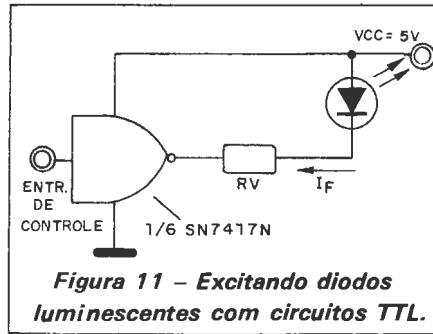 VCC = 5V
ENTR.
DE
CONTROLE
RV
IF
1/6 SN7417N
Figura 11 – Excitando diodos
luminescentes com circuitos TTL.